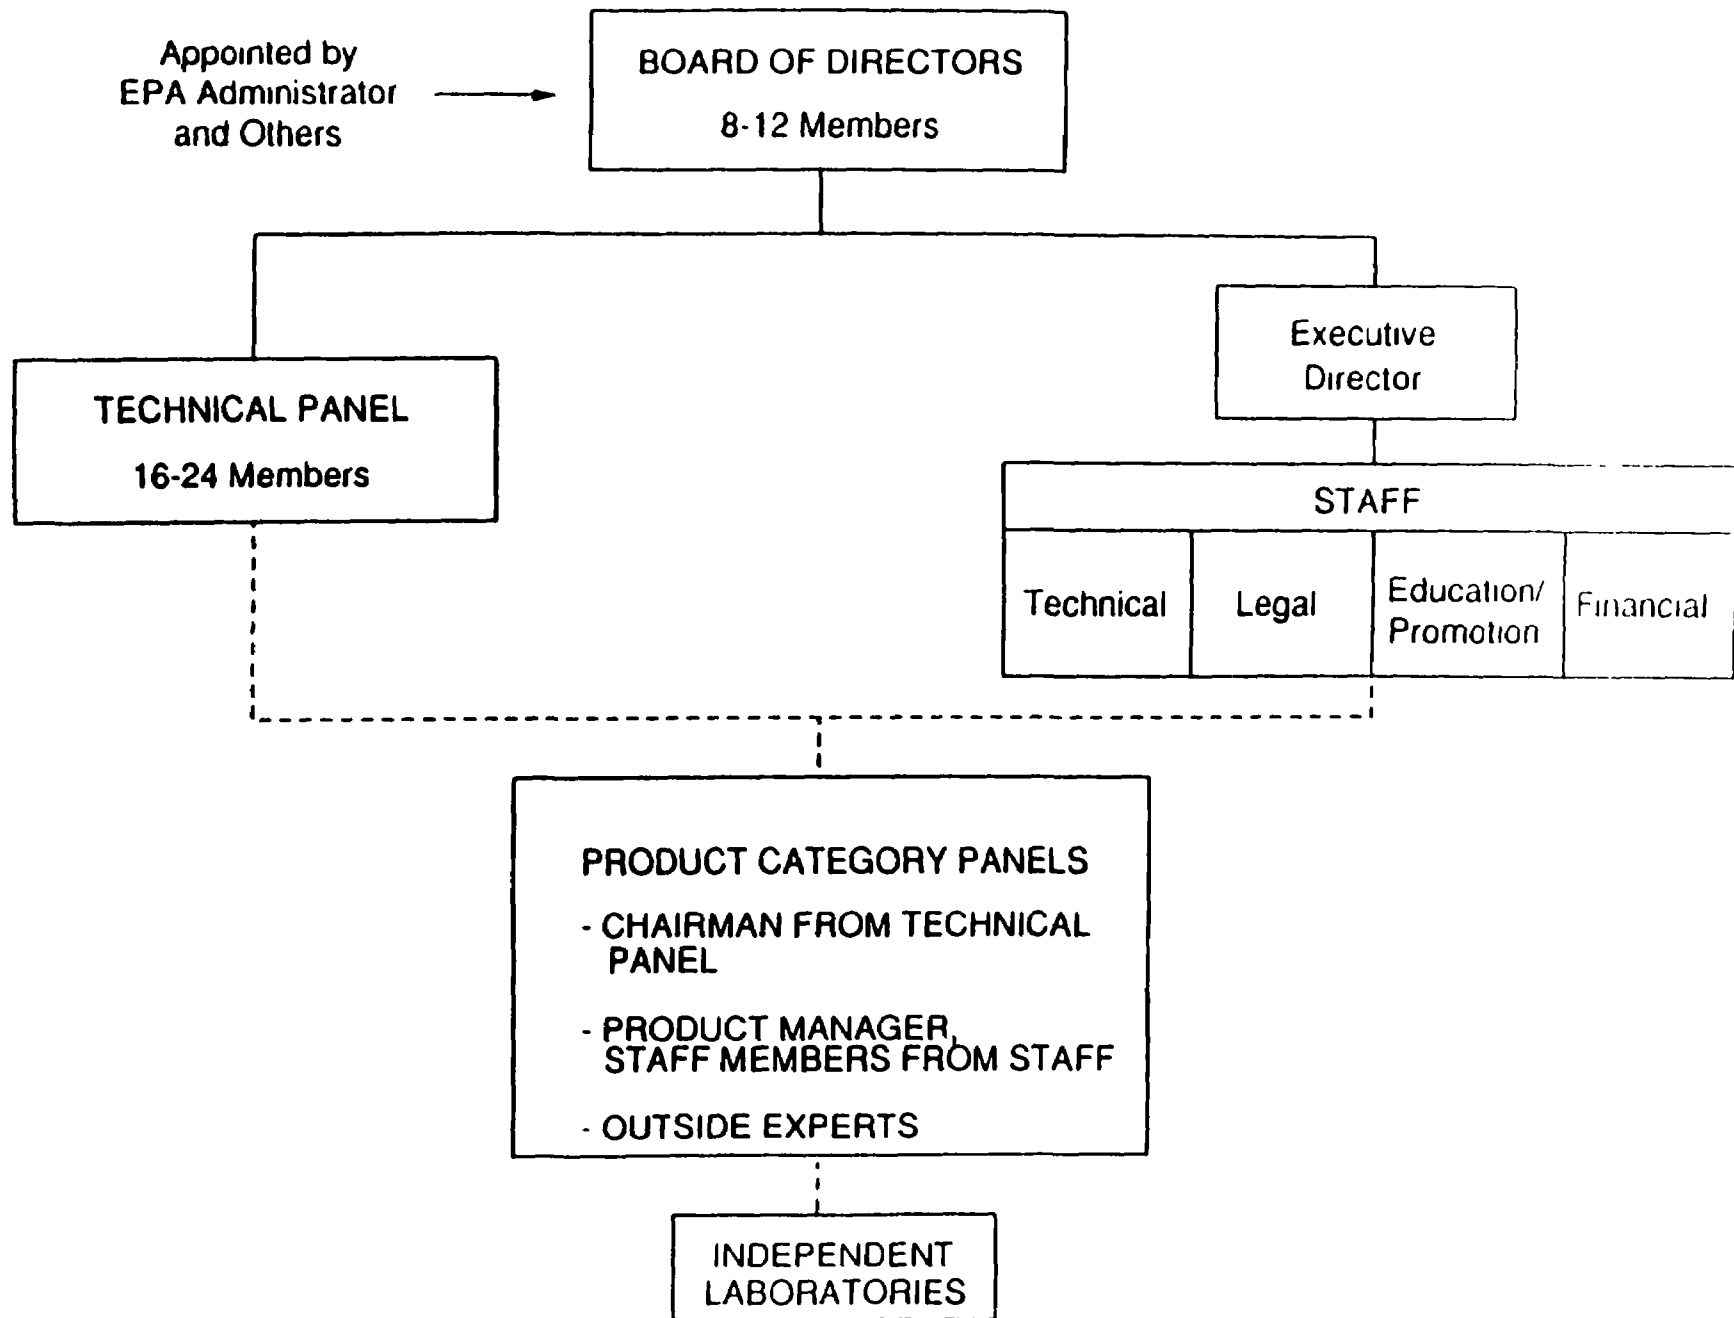 Appointed by
EPA Administrator
and Others
BOARD OF DIRECTORS
8-12 Members
Executive
Director
TECHNICAL PANEL
16-24 Members
STAFF
Technical
Legal
Education/
Promotion
Financial
PRODUCT CATEGORY PANELS
- CHAIRMAN FROM TECHNICAL
PANEL
- PRODUCT MANAGER,
STAFF MEMBERS FROM STAFF
- OUTSIDE EXPERTS
INDEPENDENT
LABORATORIES